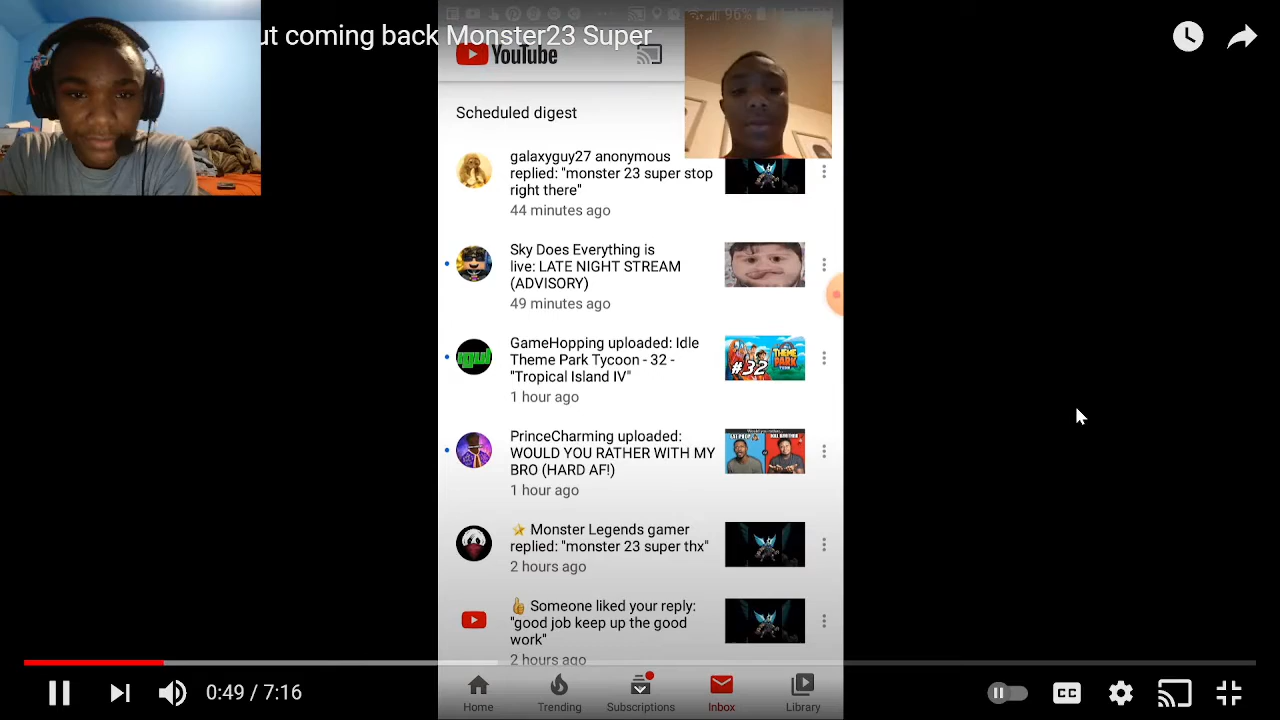 ut coming back Monster23 Super
YouTube
Scheduled digest
galaxyguy27 anonymous
replied: "monster 23 super stop
right there"
44 minutes ago
Sky Does Everything is
live: LATE NIGHT STREAM
(ADVISORY)
49 minutes ago
GameHopping uploaded: Idle
Theme Park Tycoon - 32 -
"Tropical Island IV"
1 hour ago
#32
THEME
PARK
PrinceCharming uploaded:
WOULD YOU RATHER WITH MY
BRO (HARD AF!)
1 hour ago
Monster Legends gamer
replied: "monster 23 super thx"
2 hours ago
Someone liked your reply:
"good job keep up the good
work"
2 hours ago
Home
Trending
Subscriptions
Inbox
Library
0:49 / 7:16
CC